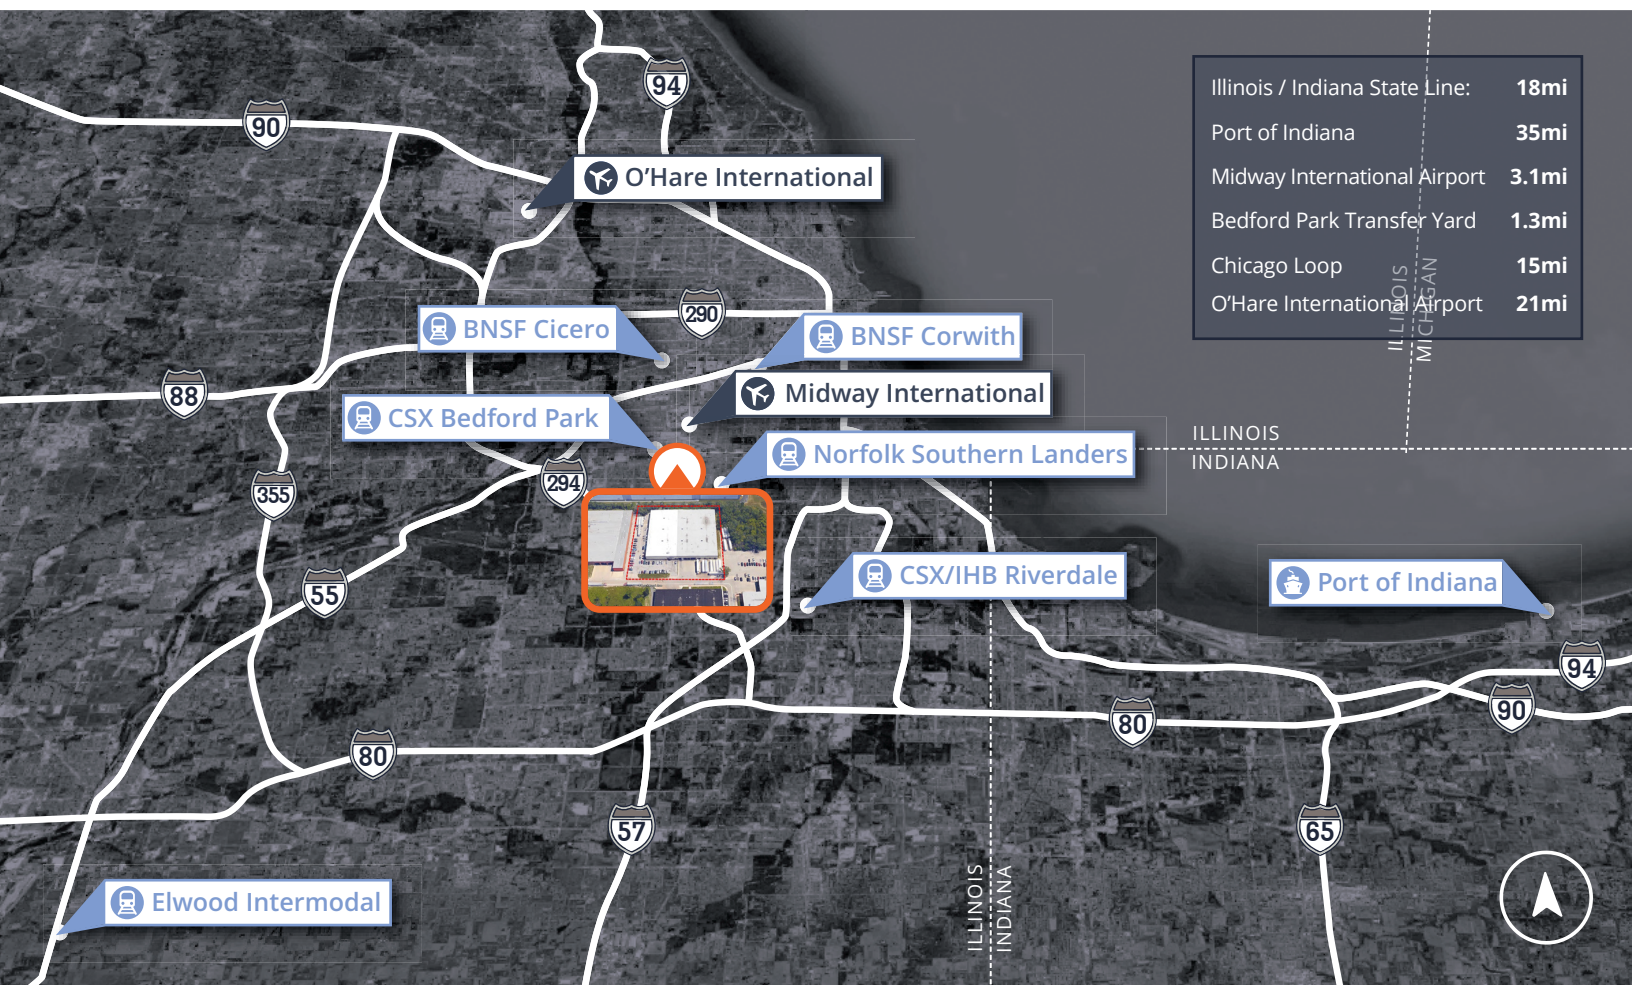 94
90
O'Hare International
Illinois / Indiana State Line: 18mi
Port of Indiana 35mi
Midway International Airport 3.1mi
Bedford Park Transfer Yard 1.3mi
Chicago Loop 15mi
O'Hare International Airport 21mi
ILLINOIS
MICHIGAN
290
BNSF Cicero
BNSF Corwith
88
Midway International
CSX Bedford Park
ILLINOIS
INDIANA
Norfolk Southern Landers
294
355
CSX/IHB Riverdale
Port of Indiana
55
94
90
80
80
57
65
Elwood Intermodal
ILLINOIS
INDIANA